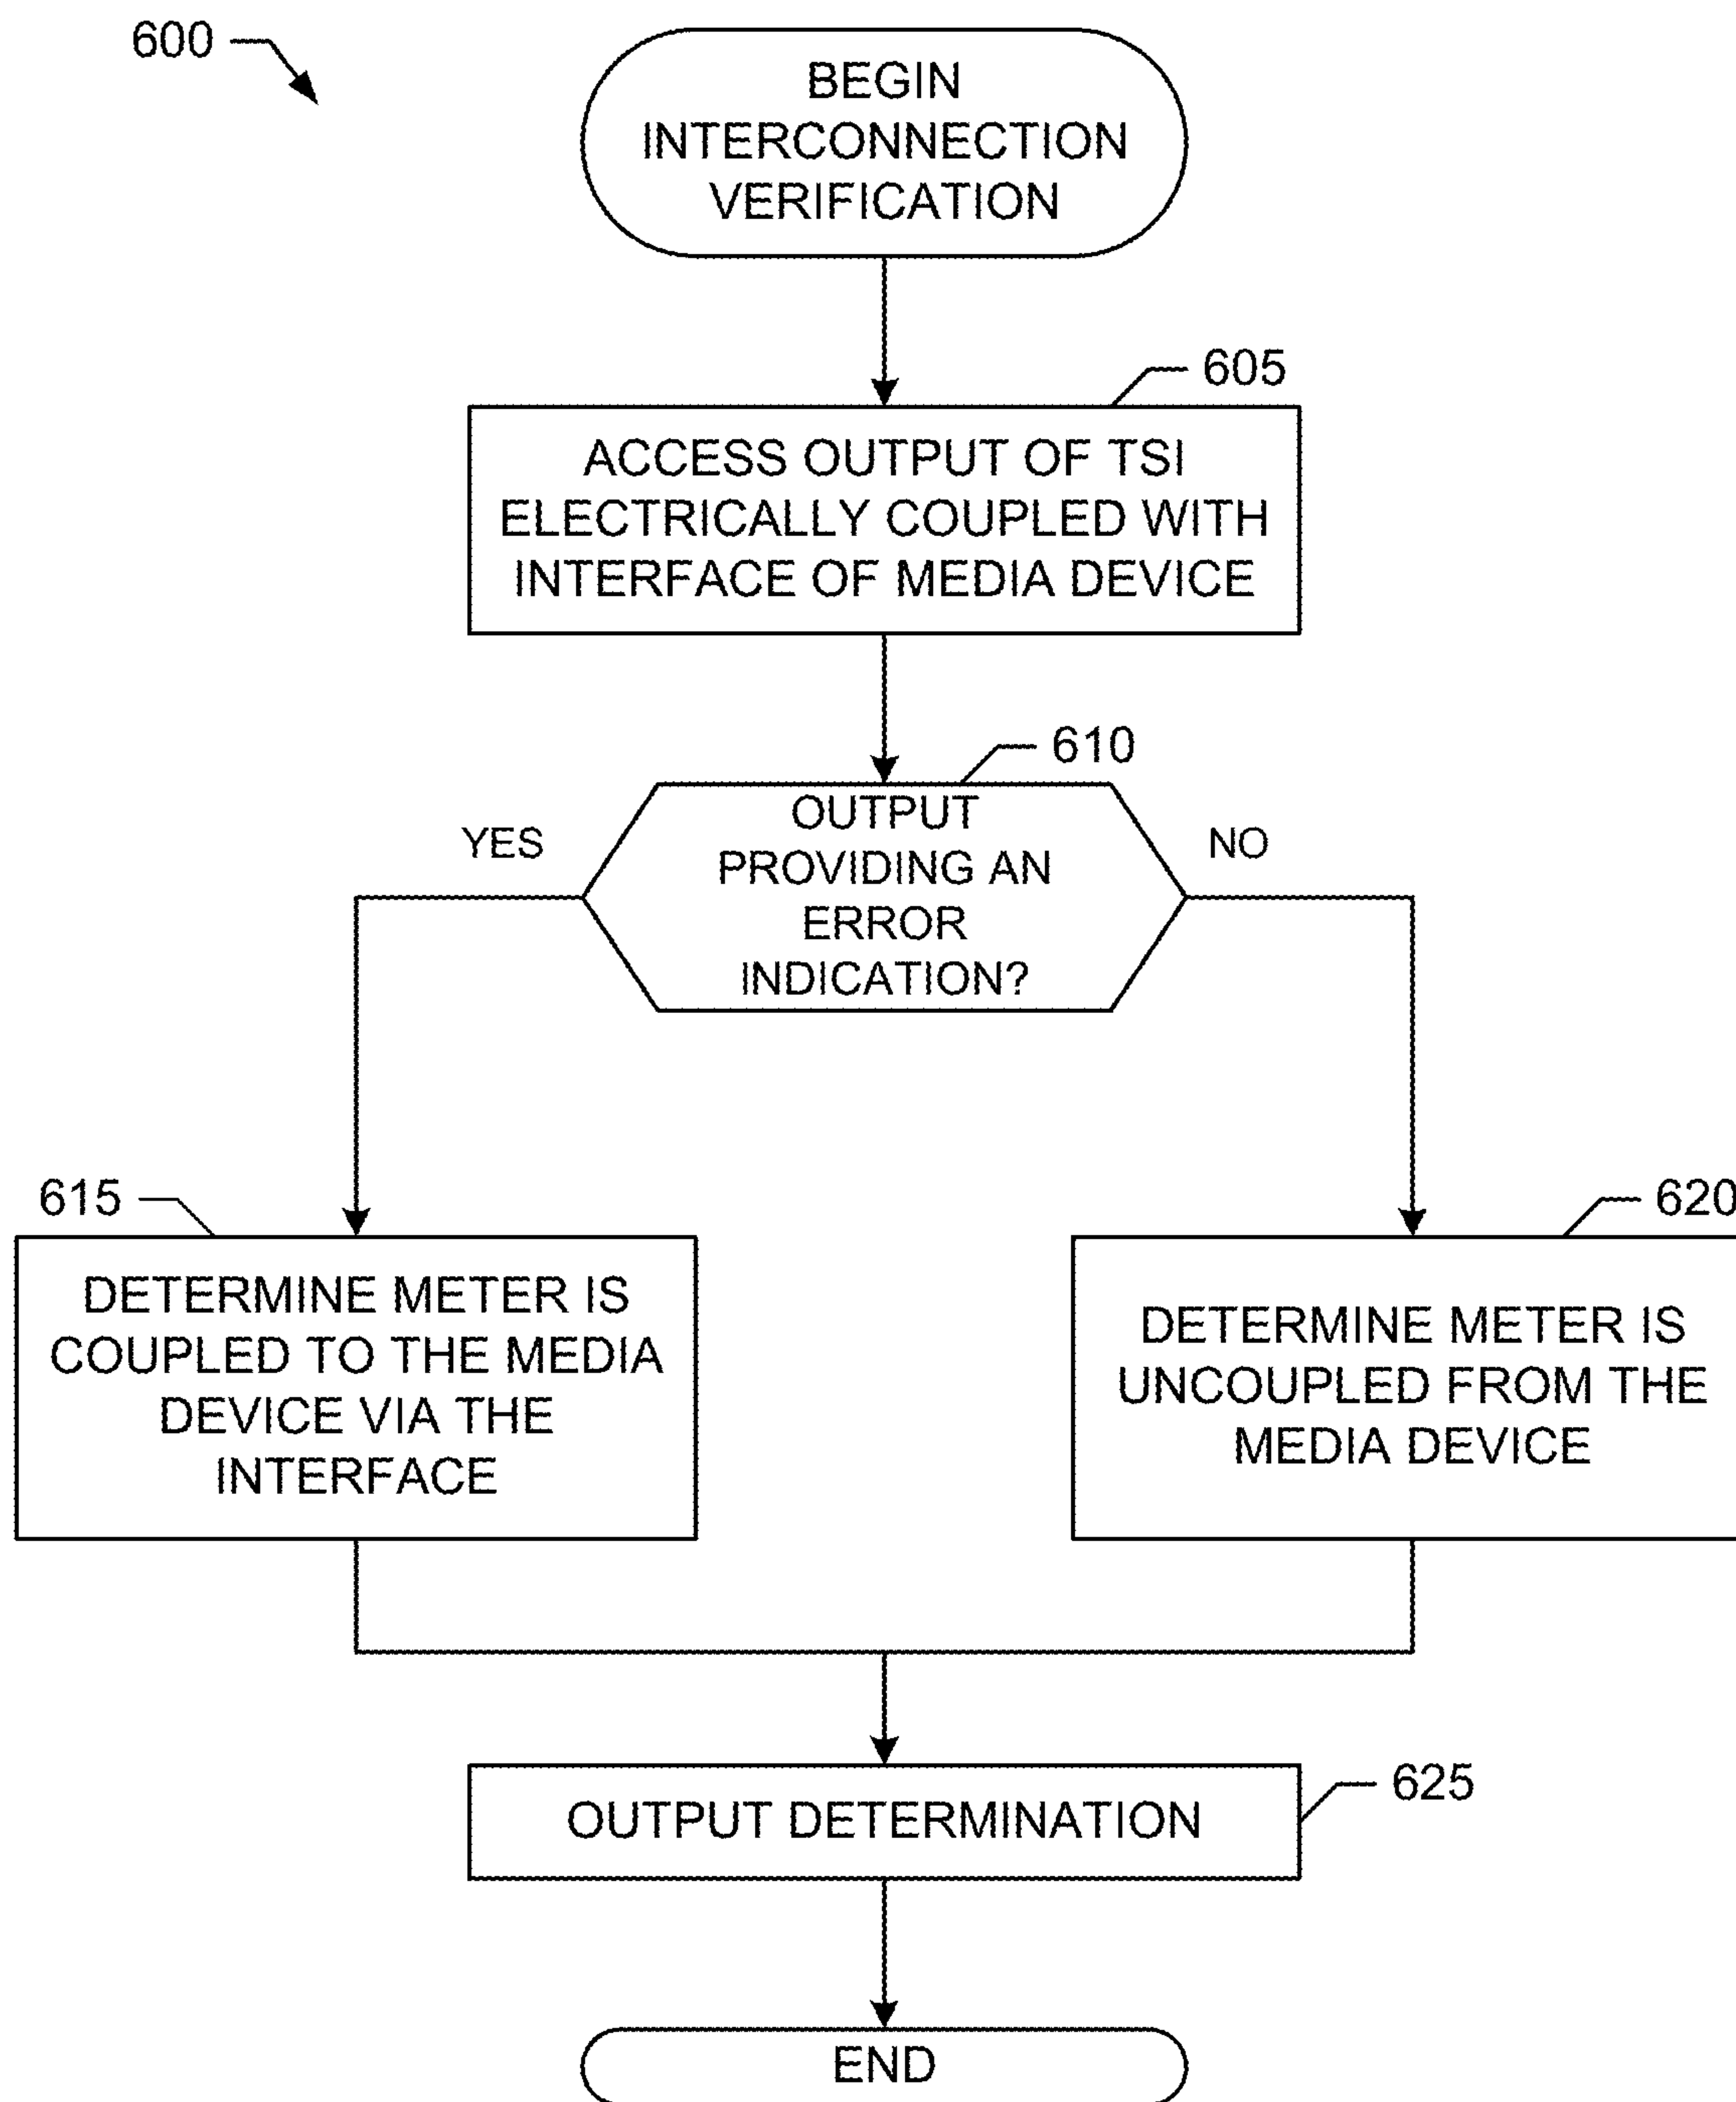 600
BEGIN
INTERCONNECTION
VERIFICATION
605
ACCESS OUTPUT OF TSI
ELECTRICALLY COUPLED WITH
INTERFACE OF MEDIA DEVICE
610
OUTPUT
PROVIDING AN
ERROR
INDICATION?
YES
NO
615
DETERMINE METER IS
COUPLED TO THE MEDIA
DEVICE VIA THE
INTERFACE
620
DETERMINE METER IS
UNCOUPLED FROM THE
MEDIA DEVICE
625
OUTPUT DETERMINATION
END